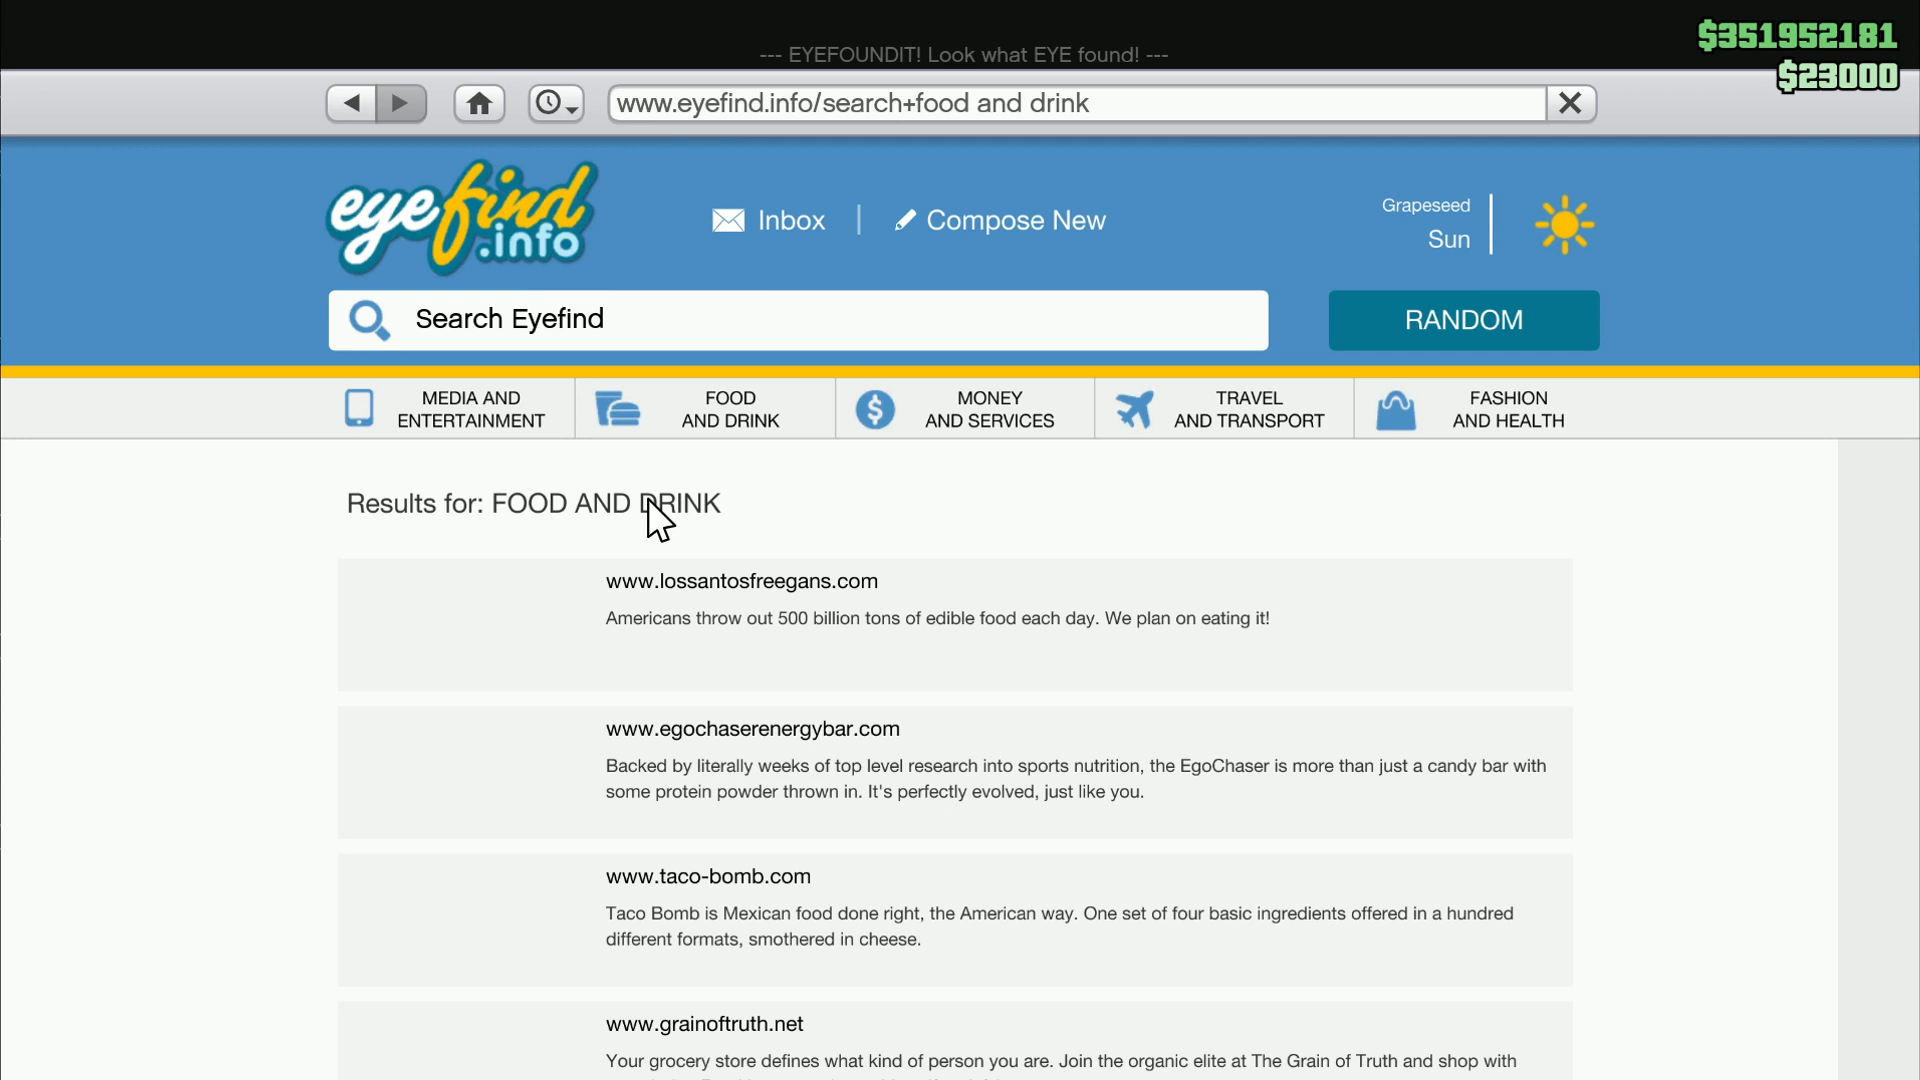 $351952181
--- EYEFOUNDIT! Look what EYE found! ---
$23000
www.eyefind.info/search+food and drink
eyefind
.info
Inbox
Compose New
Grapeseed
Sun
Search Eyefind
RANDOM
MEDIA AND
ENTERTAINMENT
FOOD
AND DRINK
MONEY
AND SERVICES
TRAVEL
AND TRANSPORT
FASHION
AND HEALTH
Results for: FOOD AND DRINK
www.lossantosfreegans.com
Americans throw out 500 billion tons of edible food each day. We plan on eating it!
www.egochaserenergybar.com
Backed by literally weeks of top level research into sports nutrition, the EgoChaser is more than just a candy bar with
some protein powder thrown in. It's perfectly evolved, just like you.
www.taco-bomb.com
Taco Bomb is Mexican food done right, the American way. One set of four basic ingredients offered in a hundred
different formats, smothered in cheese.
www.grainoftruth.net
Your grocery store defines what kind of person you are. Join the organic elite at The Grain of Truth and shop with